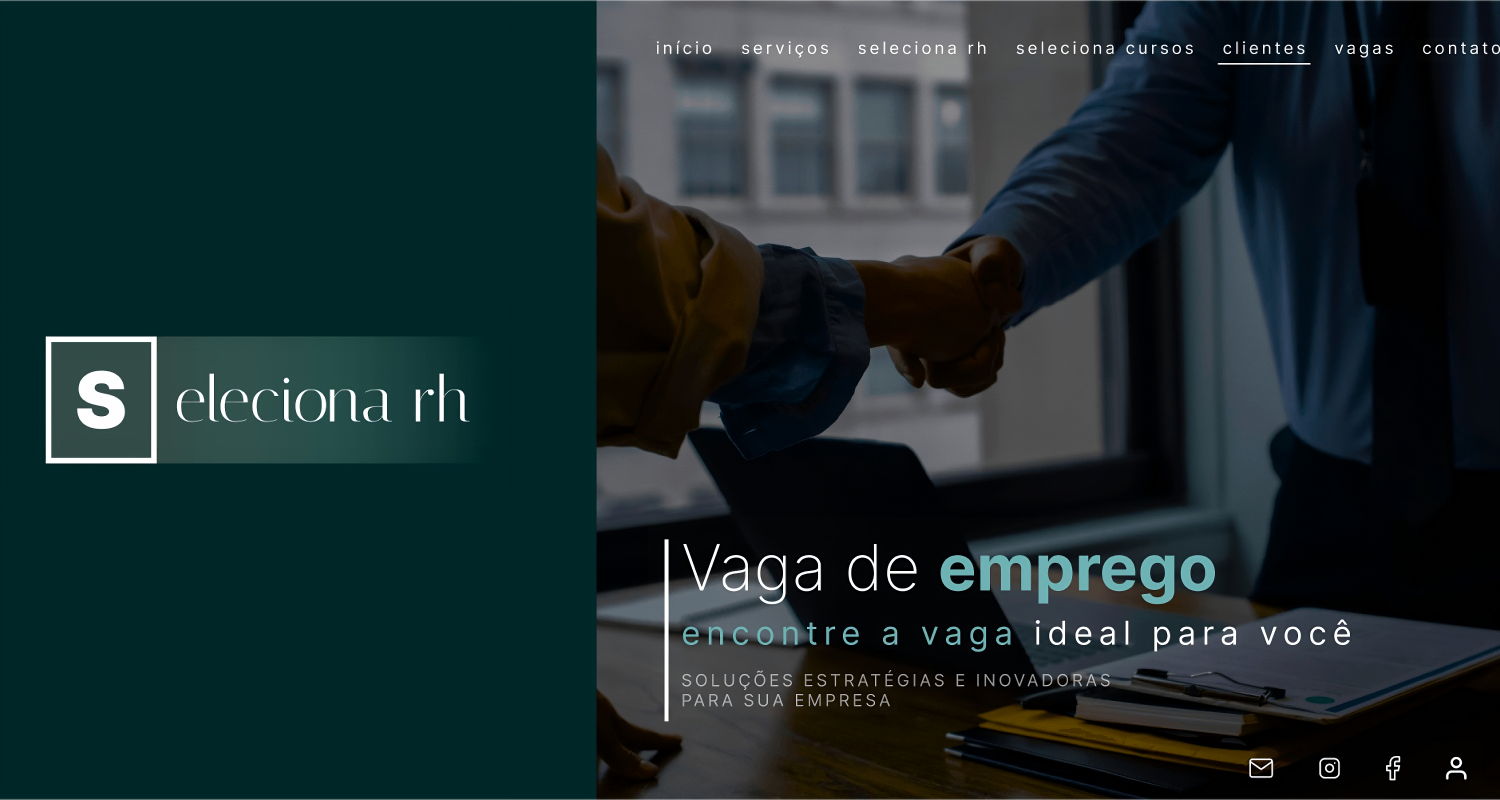 início serviços seleciona rh seleciona cursos clientes vagas contato
S eleciona rh
Vaga de emprego
encontre a vaga ideal para você
SOLUÇÕES ESTRATÉGIAS E INOVADORAS
PARA SUA EMPRESA